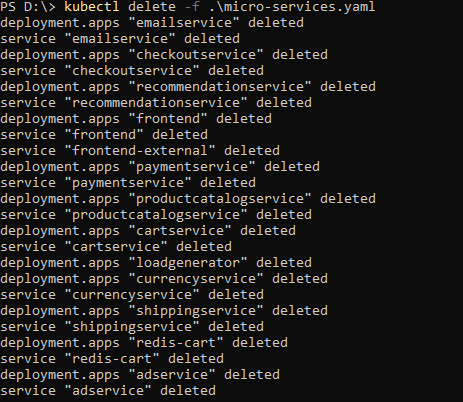 PS D:\> kubectl delete -f .\micro-services.yaml
deployment.apps "emailservice" deleted
service "emailservice" deleted
deployment.apps "checkoutservice" deleted
service "checkoutservice" deleted
deployment.apps "recommendationservice" deleted
service "recommendationservice" deleted
deployment.apps "frontend" deleted
service "frontend" deleted
service "frontend-external" deleted
deployment.apps "paymentservice" deleted
service "paymentservice" deleted
deployment.apps "productcatalogservice" deleted
service "productcatalogservice" deleted
deployment.apps "cartservice" deleted
service "cartservice" deleted
deployment.apps "loadgenerator" deleted
deployment.apps "currencyservice" deleted
service "currencyservice" deleted
deployment.apps "shippingservice" deleted
service "shippingservice" deleted
deployment.apps "redis-cart" deleted
service "redis-cart" deleted
deployment.apps "adservice" deleted
service "adservice" deleted